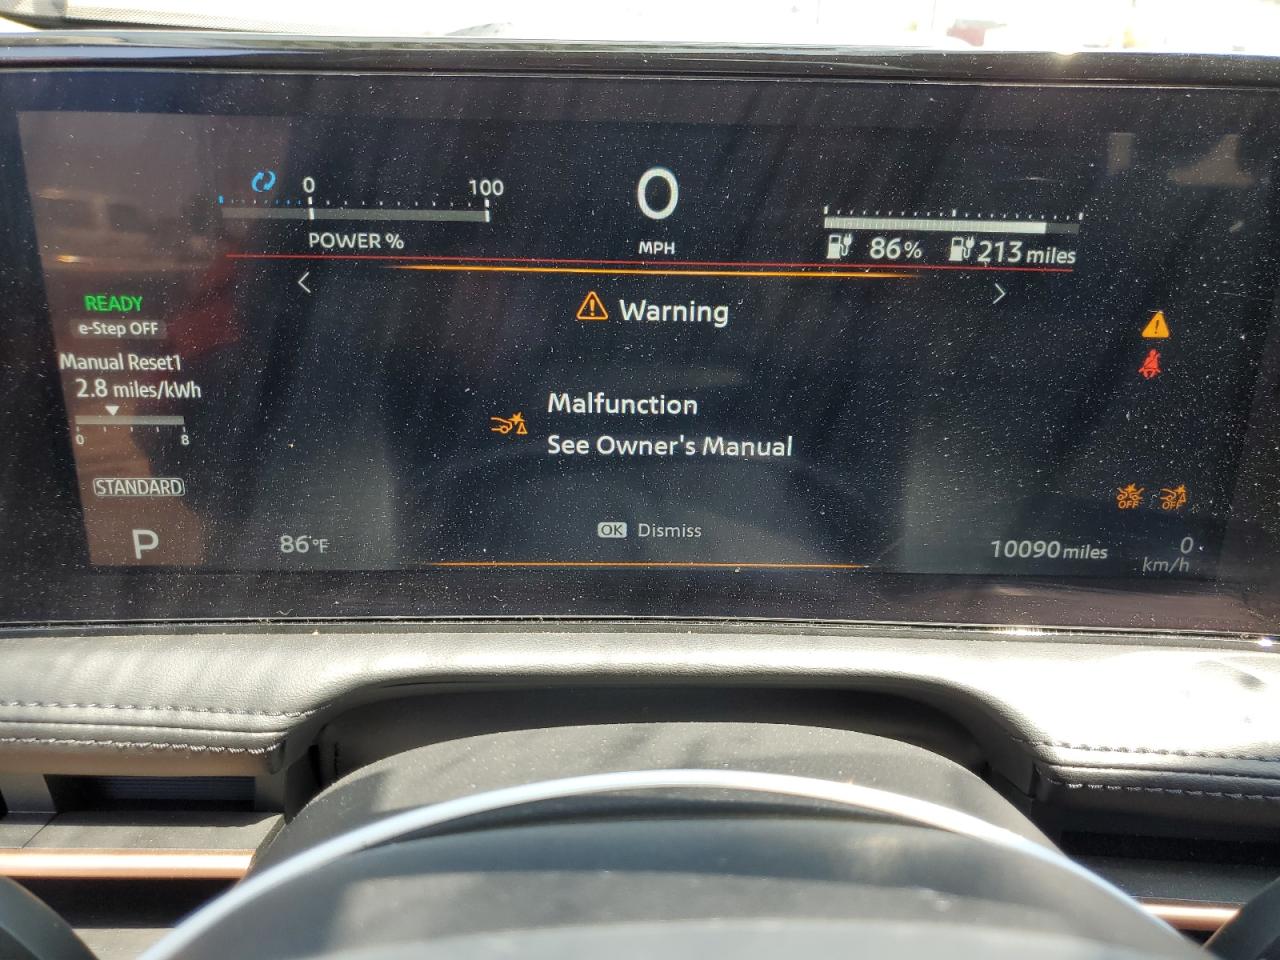 0 100
POWER %
0
MPH
86% 213 miles
READY
e-Step OFF
Manual Reset1
2.8 miles/kWh
0 8
STANDARD
P
86°F
Warning
Malfunction
See Owner's Manual
OK Dismiss
OFF OFF
10090 miles
0
km/h